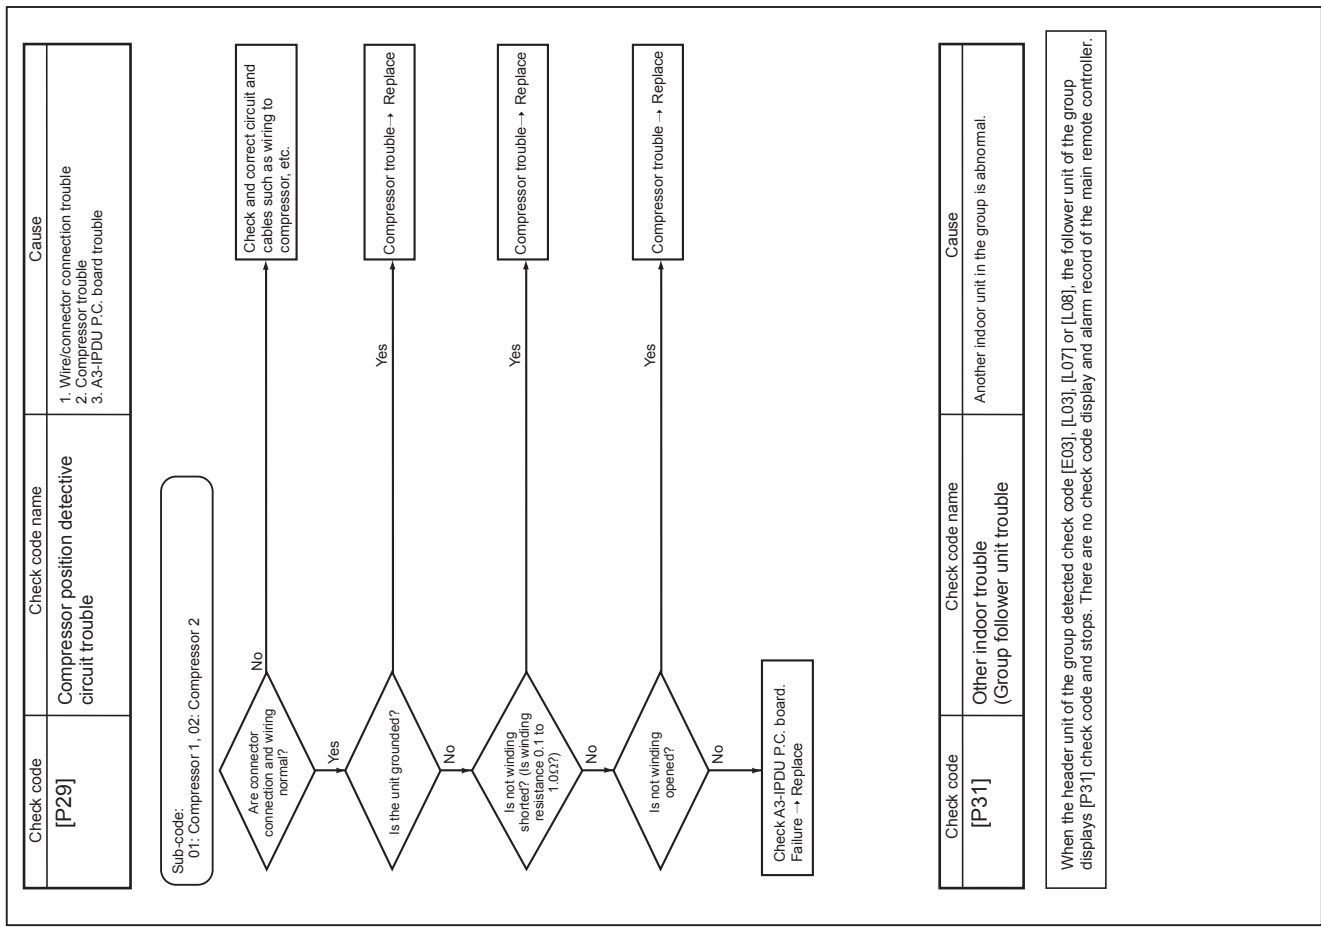 Check code
Check code name
Cause
[P29]
Compressor position detective
circuit trouble
1. Wire/connector connection trouble
2. Compressor trouble
3. A3-IPDU P.C. board trouble
Sub-code:
01: Compressor 1, 02: Compressor 2
Are connector
connection and wiring
normal?
No
Check and correct circuit and
cables such as wiring to
compressor, etc.
Yes
Is the unit grounded?
Yes
Compressor trouble→ Replace
No
Is not winding
shorted? (Is winding
resistance 0.1 to
1.0Ω?)
Yes
Compressor trouble→ Replace
No
Is not winding
opened?
Yes
Compressor trouble → Replace
No
Check A3-IPDU P.C. board.
Failure → Replace
Check code
Check code name
Cause
[P31]
Other indoor trouble
(Group follower unit trouble
Another indoor unit in the group is abnormal.
When the header unit of the group detected check code [E03], [L03], [L07] or [L08], the follower unit of the group
displays [P31] check code and stops. There are no check code display and alarm record of the main remote controller.